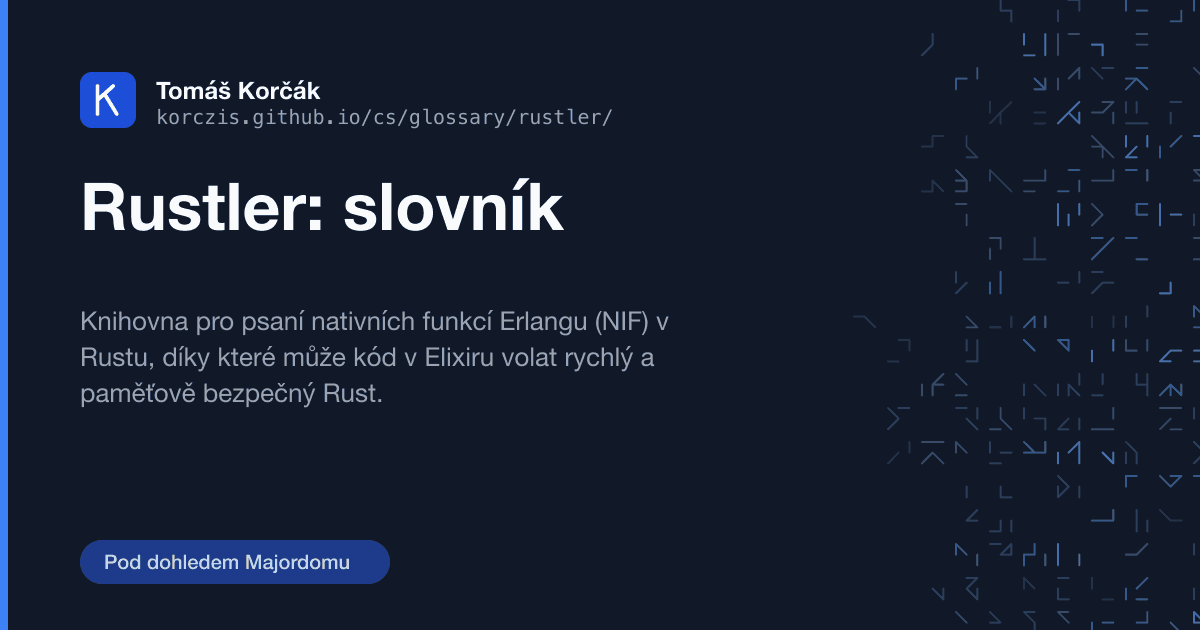 K
Tomáš Korčák
korczis.github.io/cs/glossary/rustler/
Rustler: slovník
Knihovna pro psaní nativních funkcí Erlangu (NIF) v
Rustu, díky které může kód v Elixiru volat rychlý a
paměťově bezpečný Rust.
Pod dohledem Majordomu